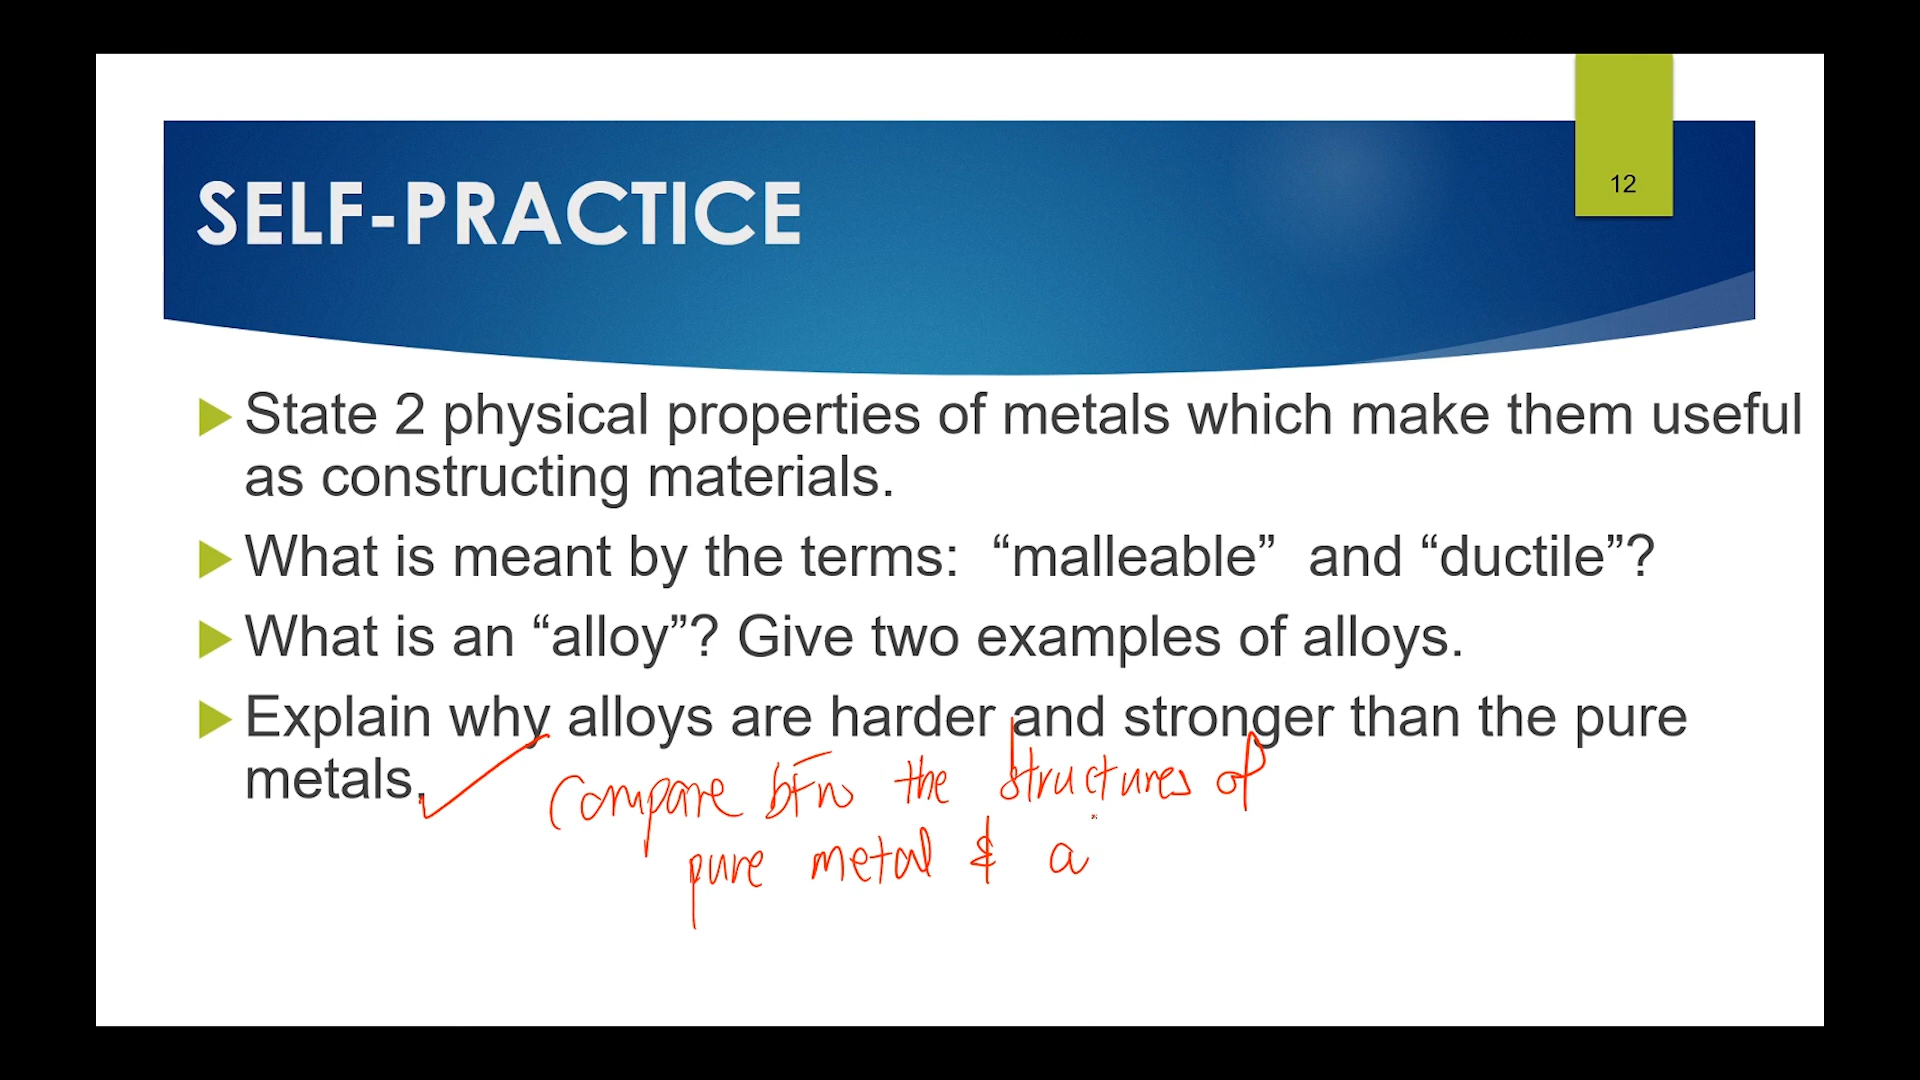 12
SELF-PRACTICE
State 2 physical properties of metals which make them useful
as constructing materials.
What is meant by the terms: “malleable” and “ductile”?
What is an “alloy”? Give two examples of alloys.
Explain why alloys are harder and stronger than the pure
metals.
Compare btw the structures of
pure metal & a